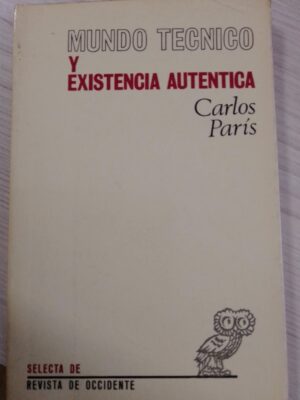 MUNDO TECNICO
Y
EXISTENCIA AUTENTICA
Carlos
París
SELECTA DE
REVISTA DE OCCIDENTE